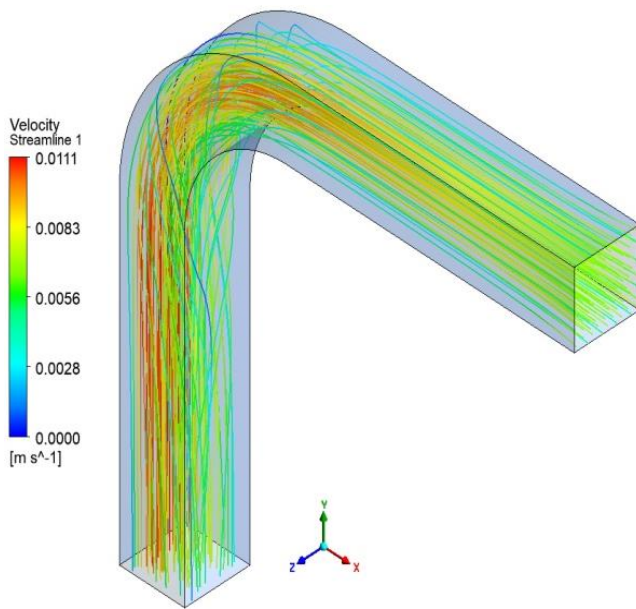 Velocity
Streamline 1
0.0111
0.0083
0.0056
0.0028
0.0000
[m s^-1]
Y
Z
X